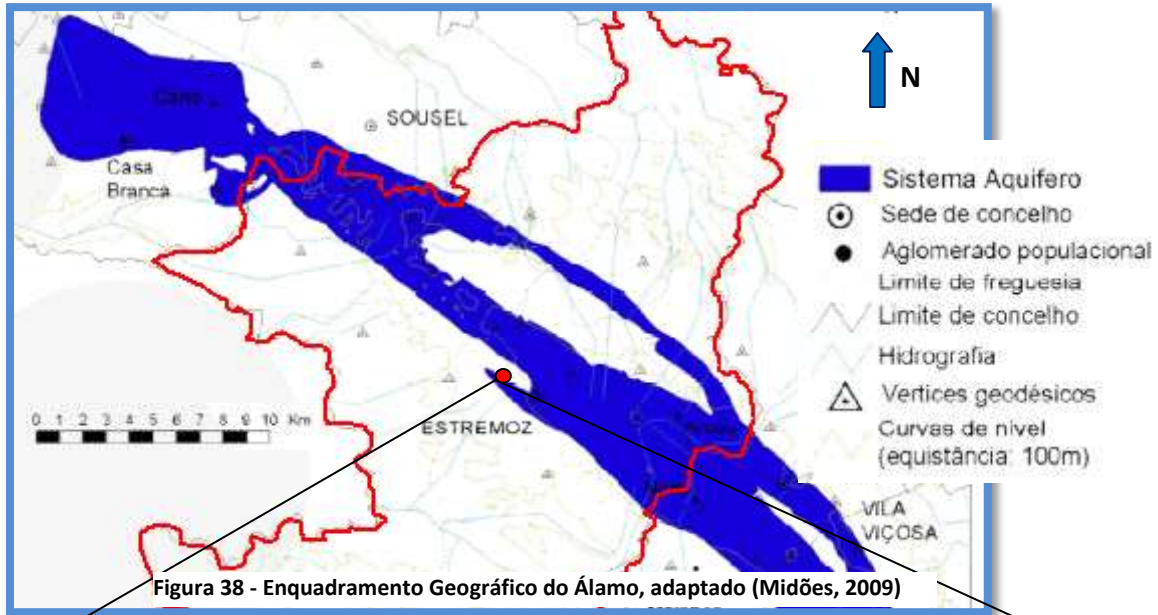 N
Cano
SOUSEL
Casa
Branca
ESTREMOZ
VILA
VIÇOSA
0 1 2 3 4 5 6 7 8 9 10 Km
Sistema Aquifero
Sede de concelho
Aglomerado populacional
Limite de freguesia
Limite de concelho
Hidrografia
Vertices geodésicos
Curvas de nivel
(equistância: 100m)
Figura 38 - Enquadramento Geográfico do Álamo, adaptado (Midões, 2009)